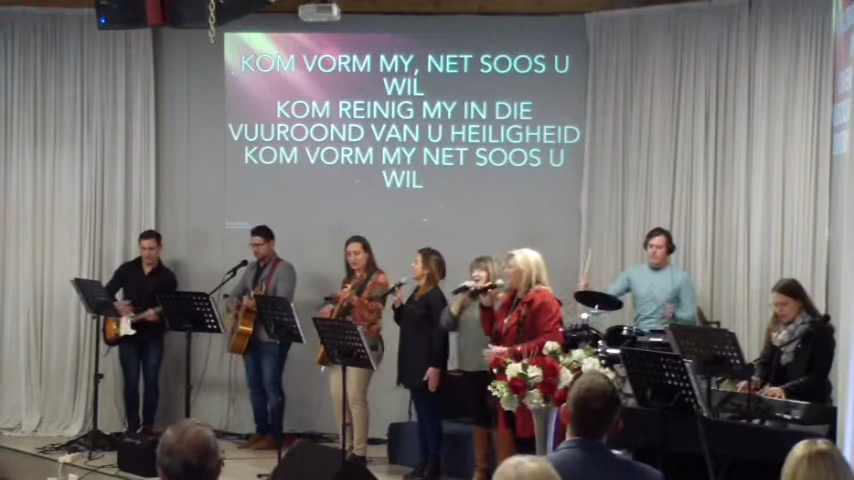 KOM VORM MY, NET SOOS U
WIL
KOM REINIG MY IN DIE
VUUROOND VAN U HEILIGHEID
KOM VORM MY NET SOOS U
WIL